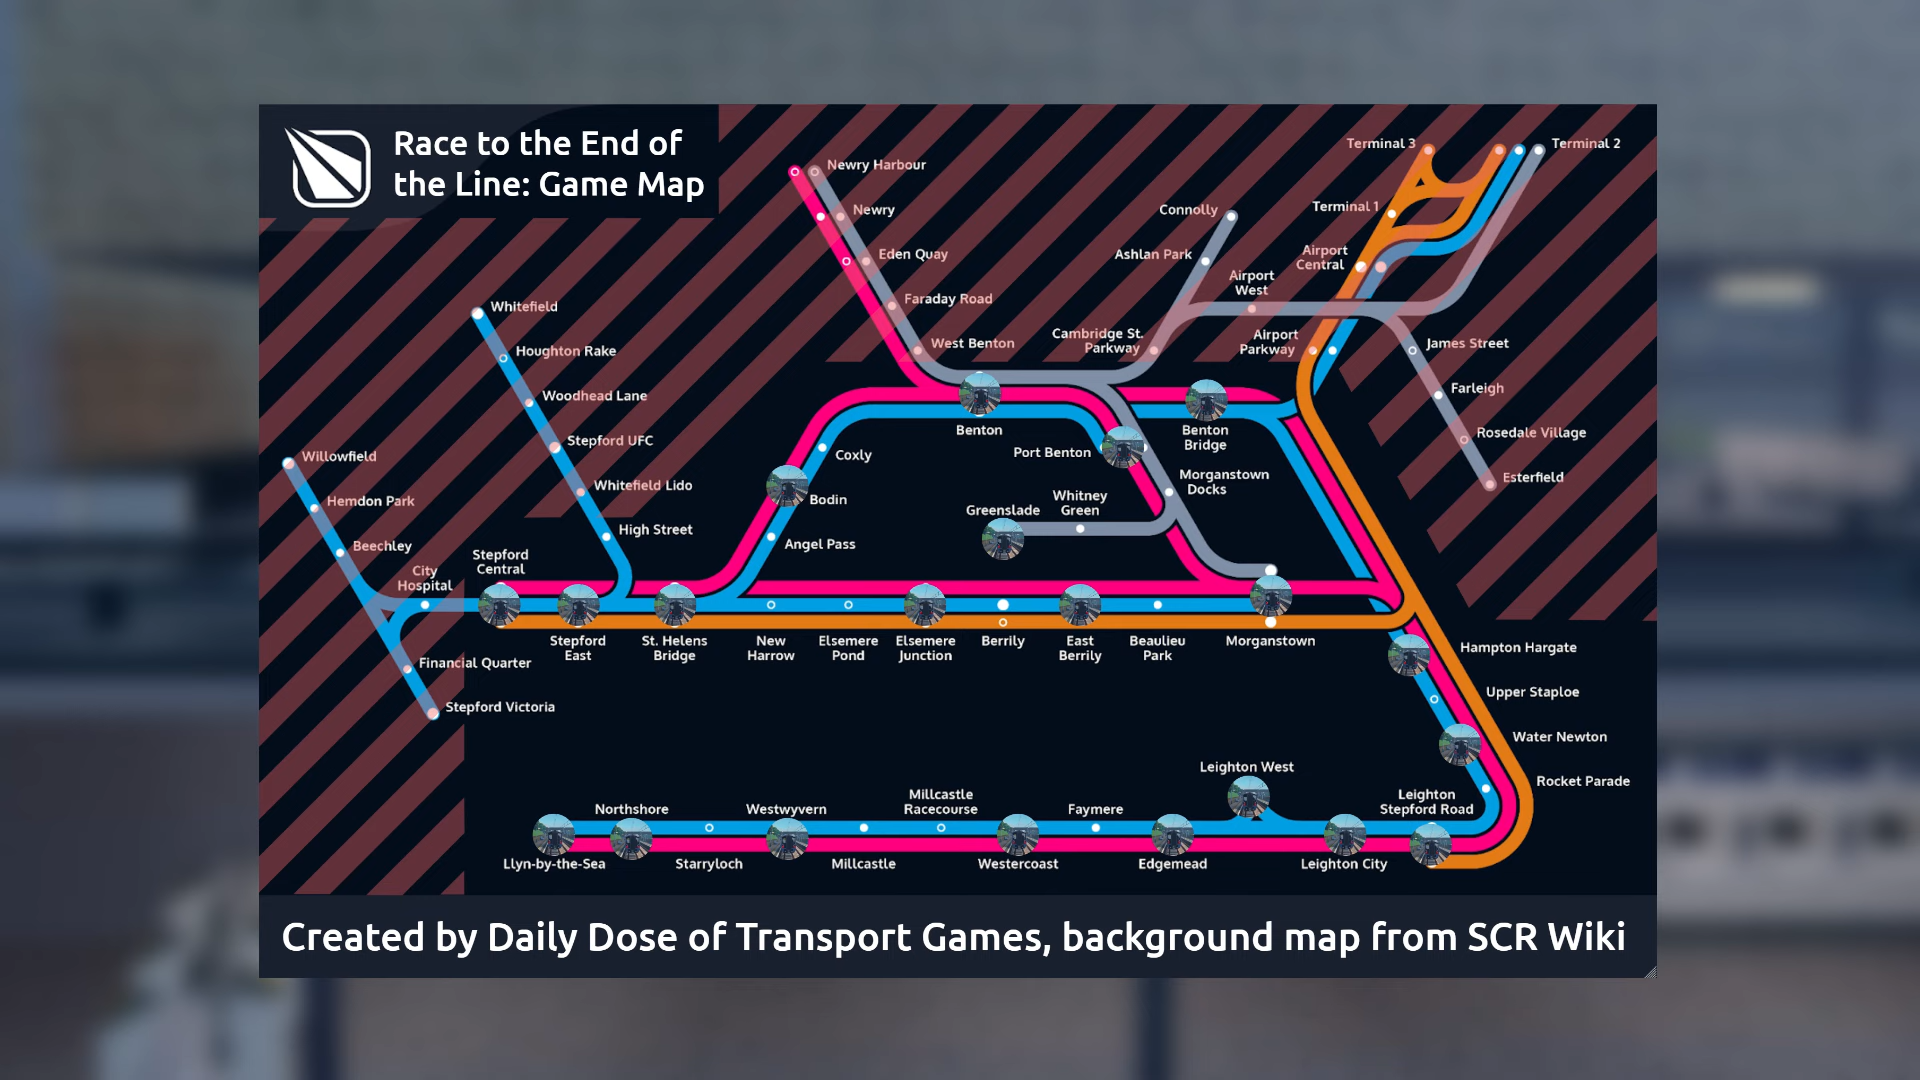 Race to the End of
the Line: Game Map
Newry Harbour
Newry
Eden Quay
Faraday Road
West Benton
Connolly
Ashlan Park
Airport
West
Cambridge St.
Parkway
Terminal 3
Terminal 2
Terminal 1
Airport
Central
Airport
Parkway
James Street
Farleigh
Rosedale Village
Esterfield
Whitefield
Houghton Rake
Woodhead Lane
Stepford UFC
Whitefield Lido
High Street
Willowfield
Hemdon Park
Beechley
City
Hospital
Stepford
Central
Financial Quarter
Stepford Victoria
Coxly
Bodin
Angel Pass
Benton
Port Benton
Benton
Bridge
Morganstown
Docks
Greenslade
Whitney
Green
Stepford
East
St. Helens
Bridge
New
Harrow
Elsemere
Pond
Elsemere
Junction
Berrily
East
Berrily
Beaulieu
Park
Morganstown
Hampton Hargate
Upper Staploe
Water Newton
Rocket Parade
Leighton
Stepford Road
Leighton West
Northshore
Westwyvern
Millcastle
Racecourse
Faymere
Llyn-by-the-Sea
Starryloch
Millcastle
Westercoast
Edgemead
Leighton City
Created by Daily Dose of Transport Games, background map from SCR Wiki